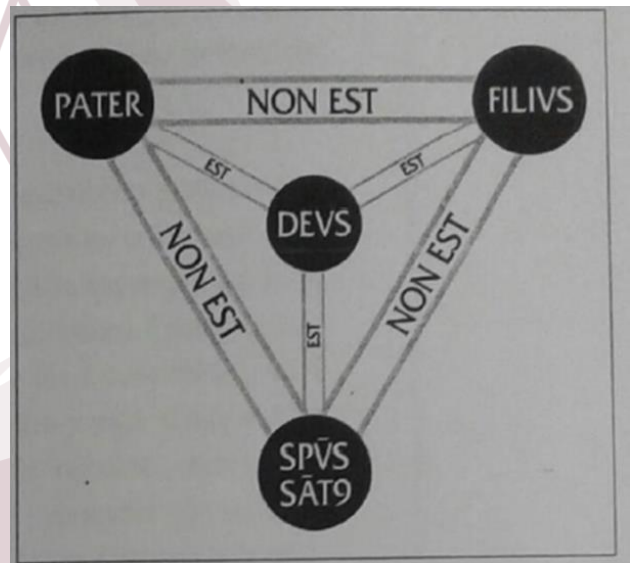 PATER
NON EST
FILIVS
EST
EST
DEVS
NON EST
NON EST
EST
SPV̄S
SĀT9